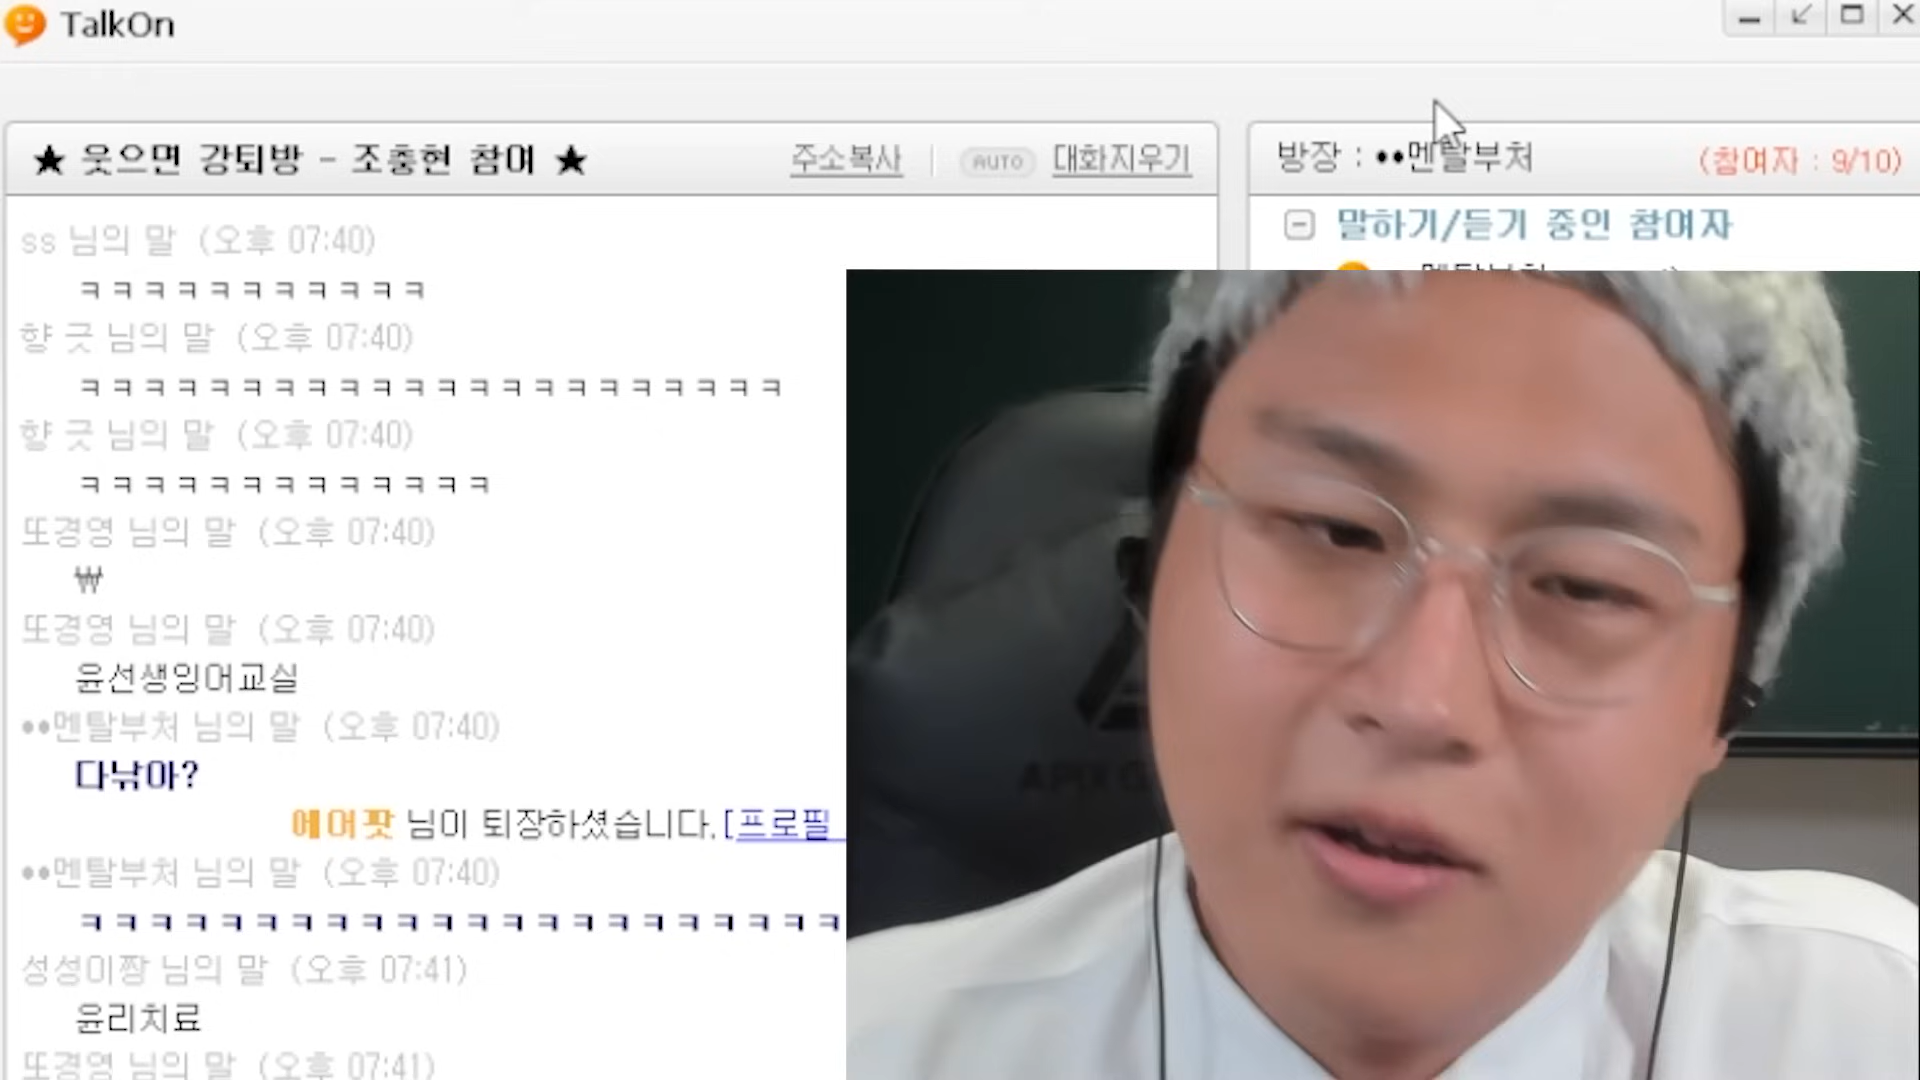 TalkOn
★ 웃으면 강퇴방 - 조충현 참여 ★
주소복사
AUTO
대화지우기
방장 : ••멘탈부처
(참여자 : 9/10)
말하기/듣기 중인 참여자
ss 님의 말 (오후 07:40)
ㅋㅋㅋㅋㅋㅋㅋㅋㅋㅋㅋ
향 긋 님의 말 (오후 07:40)
ㅋㅋㅋㅋㅋㅋㅋㅋㅋㅋㅋㅋㅋㅋㅋㅋㅋㅋㅋㅋㅋㅋ
향 긋 님의 말 (오후 07:40)
ㅋㅋㅋㅋㅋㅋㅋㅋㅋㅋㅋㅋㅋ
또경영 님의 말 (오후 07:40)
₩
또경영 님의 말 (오후 07:40)
윤선생잉어교실
••멘탈부처 님의 말 (오후 07:40)
다낚아?
에어팟 님이 퇴장하셨습니다.[프로필
••멘탈부처 님의 말 (오후 07:40)
ㅋㅋㅋㅋㅋㅋㅋㅋㅋㅋㅋㅋㅋㅋㅋㅋㅋㅋㅋㅋㅋㅋ
성성이짱 님의 말 (오후 07:41)
윤리치료
또경영 님의 말 (오후 07:41)